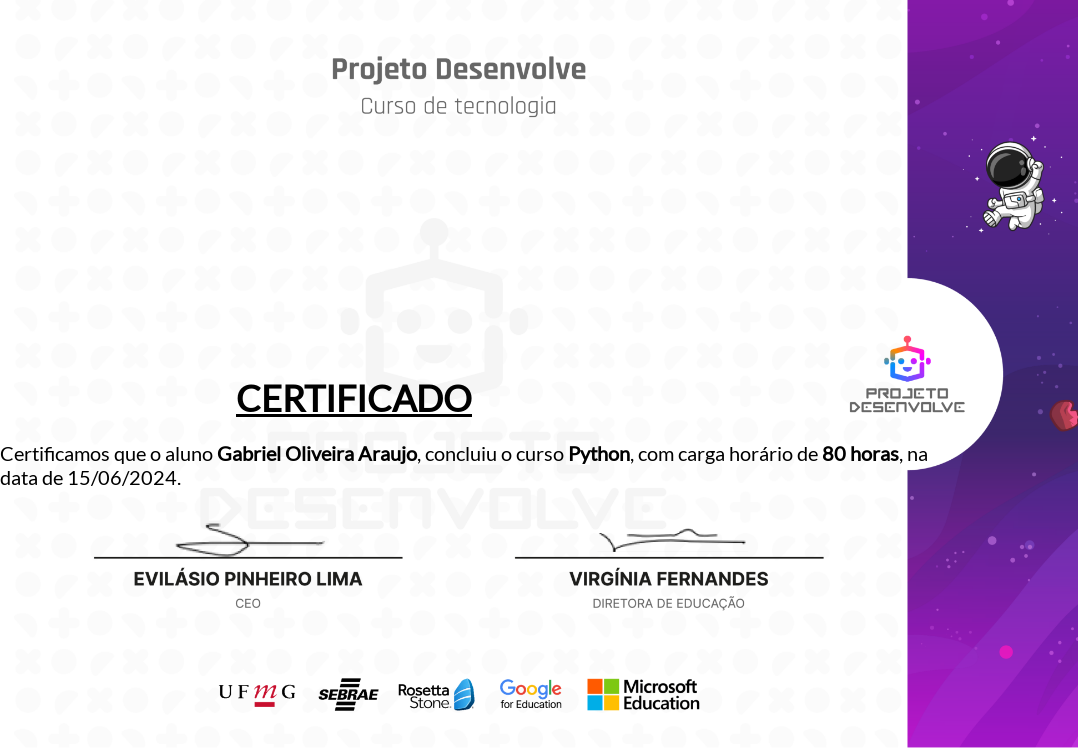 Projeto Desenvolve
Curso de tecnologia
CERTIFICADO
Certificamos que o aluno Gabriel Oliveira Araujo, concluiu o curso Python, com carga horário de 80 horas, na
data de 15/06/2024.
PROJETO
DESENVOLVE
PROJETO
DESENVOLVE
EVILÁSIO PINHEIRO LIMA
CEO
VIRGÍNIA FERNANDES
DIRETORA DE EDUCAÇÃO
UFmG
SEBRAE
Rosetta
Stone
Google
for Education
Microsoft
Education